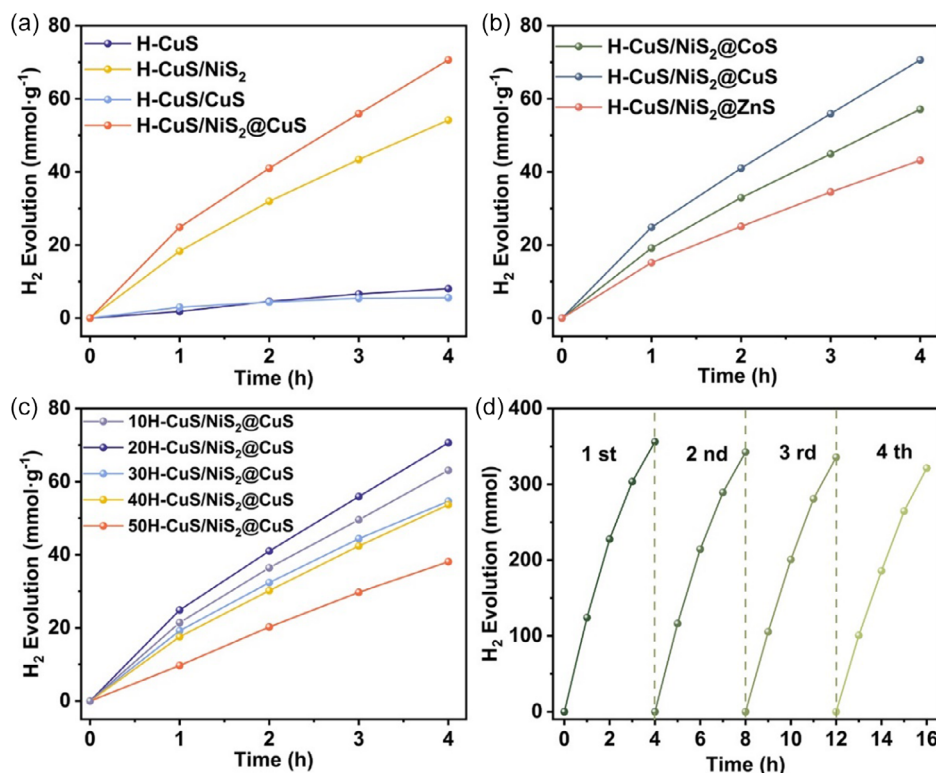 (a)
H-CuS
H-CuS/NiS₂
H-CuS/CuS
H-CuS/NiS₂@CuS
H₂ Evolution (mmol·g⁻¹)
80
60
40
20
0
0 1 2 3 4
Time (h)
(b)
H-CuS/NiS₂@CoS
H-CuS/NiS₂@CuS
H-CuS/NiS₂@ZnS
H₂ Evolution (mmol·g⁻¹)
80
60
40
20
0
0 1 2 3 4
Time (h)
(c)
10H-CuS/NiS₂@CuS
20H-CuS/NiS₂@CuS
30H-CuS/NiS₂@CuS
40H-CuS/NiS₂@CuS
50H-CuS/NiS₂@CuS
H₂ Evolution (mmol·g⁻¹)
80
60
40
20
0
0 1 2 3 4
Time (h)
(d)
1 st 2 nd 3 rd 4 th
H₂ Evolution (mmol)
400
300
200
100
0
0 2 4 6 8 10 12 14 16
Time (h)